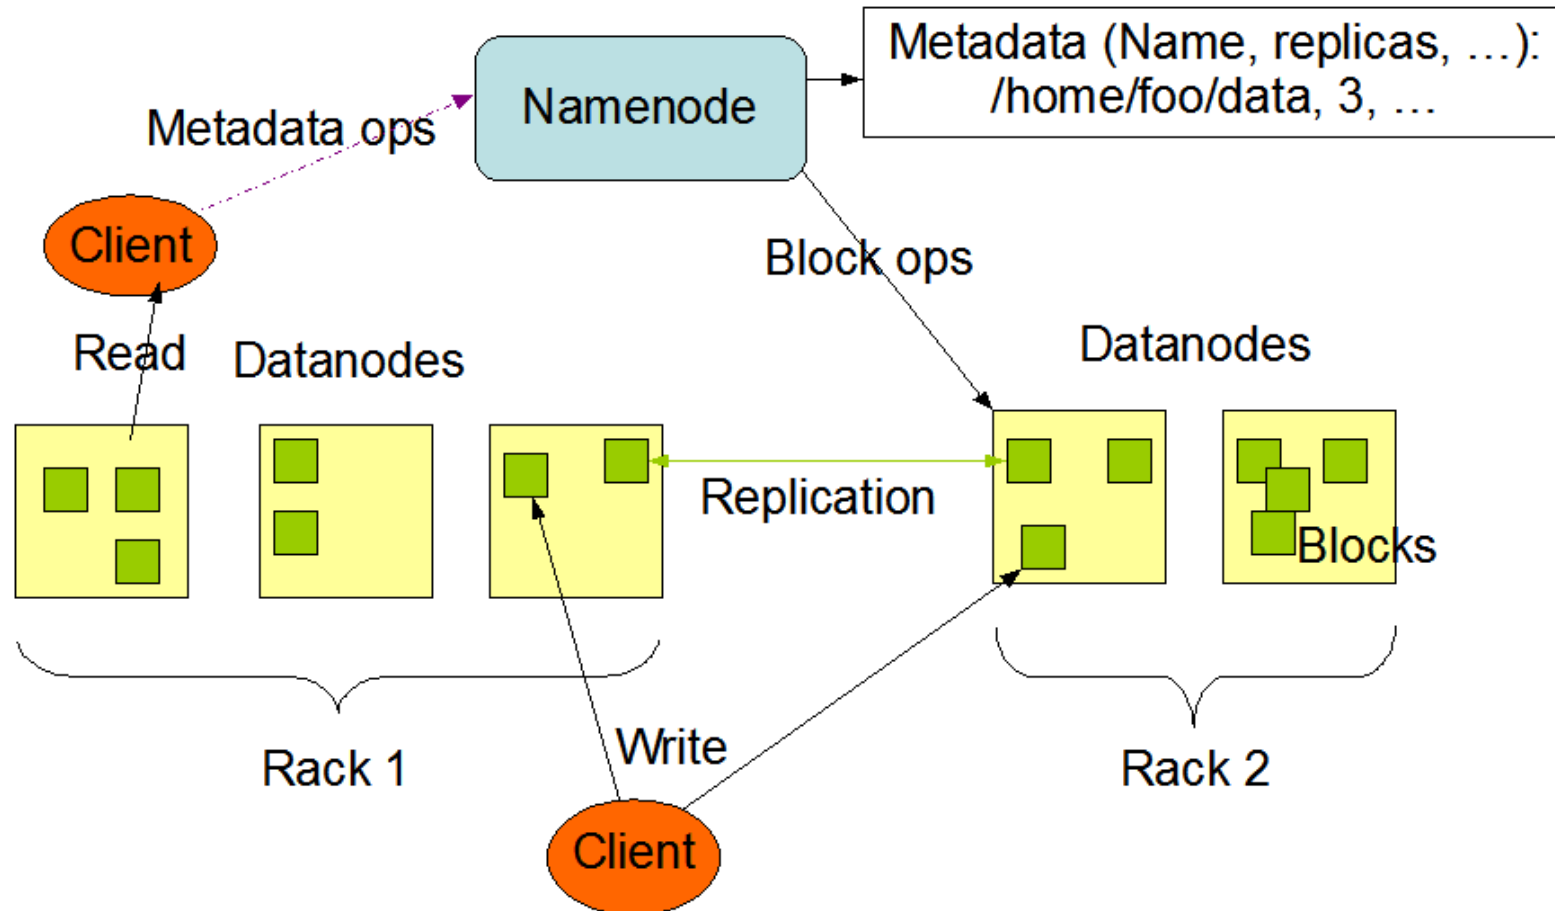 Metadata (Name, replicas, …):
/home/foo/data, 3, …
Namenode
Metadata ops
Client
Block ops
Read
Datanodes
Datanodes
Replication
Blocks
Rack 1
Write
Rack 2
Client